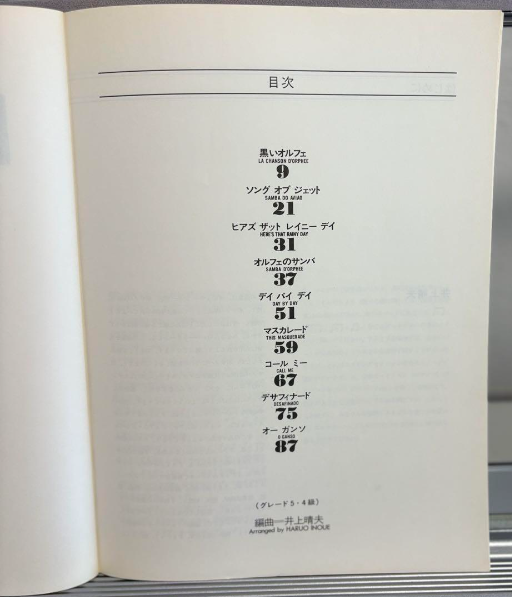 目次
黒いオルフェ
LA CHANSON D'ORPHEE
9
ソング オブ ジェット
SAMBA DO AVIAO
21
ヒアズ ザット レイニー デイ
HERE'S THAT RAINY DAY
31
オルフェのサンバ
SAMBA D'ORPHEE
37
デイ バイ デイ
DAY BY DAY
51
マスカレード
THIS MASQUERADE
59
コール ミー
CALL ME
67
デサフィナード
DESAFINADO
75
オー ガンソ
O GANSO
87
(グレード5・4級)
編曲―井上晴夫
Arranged by HARUO INOUE